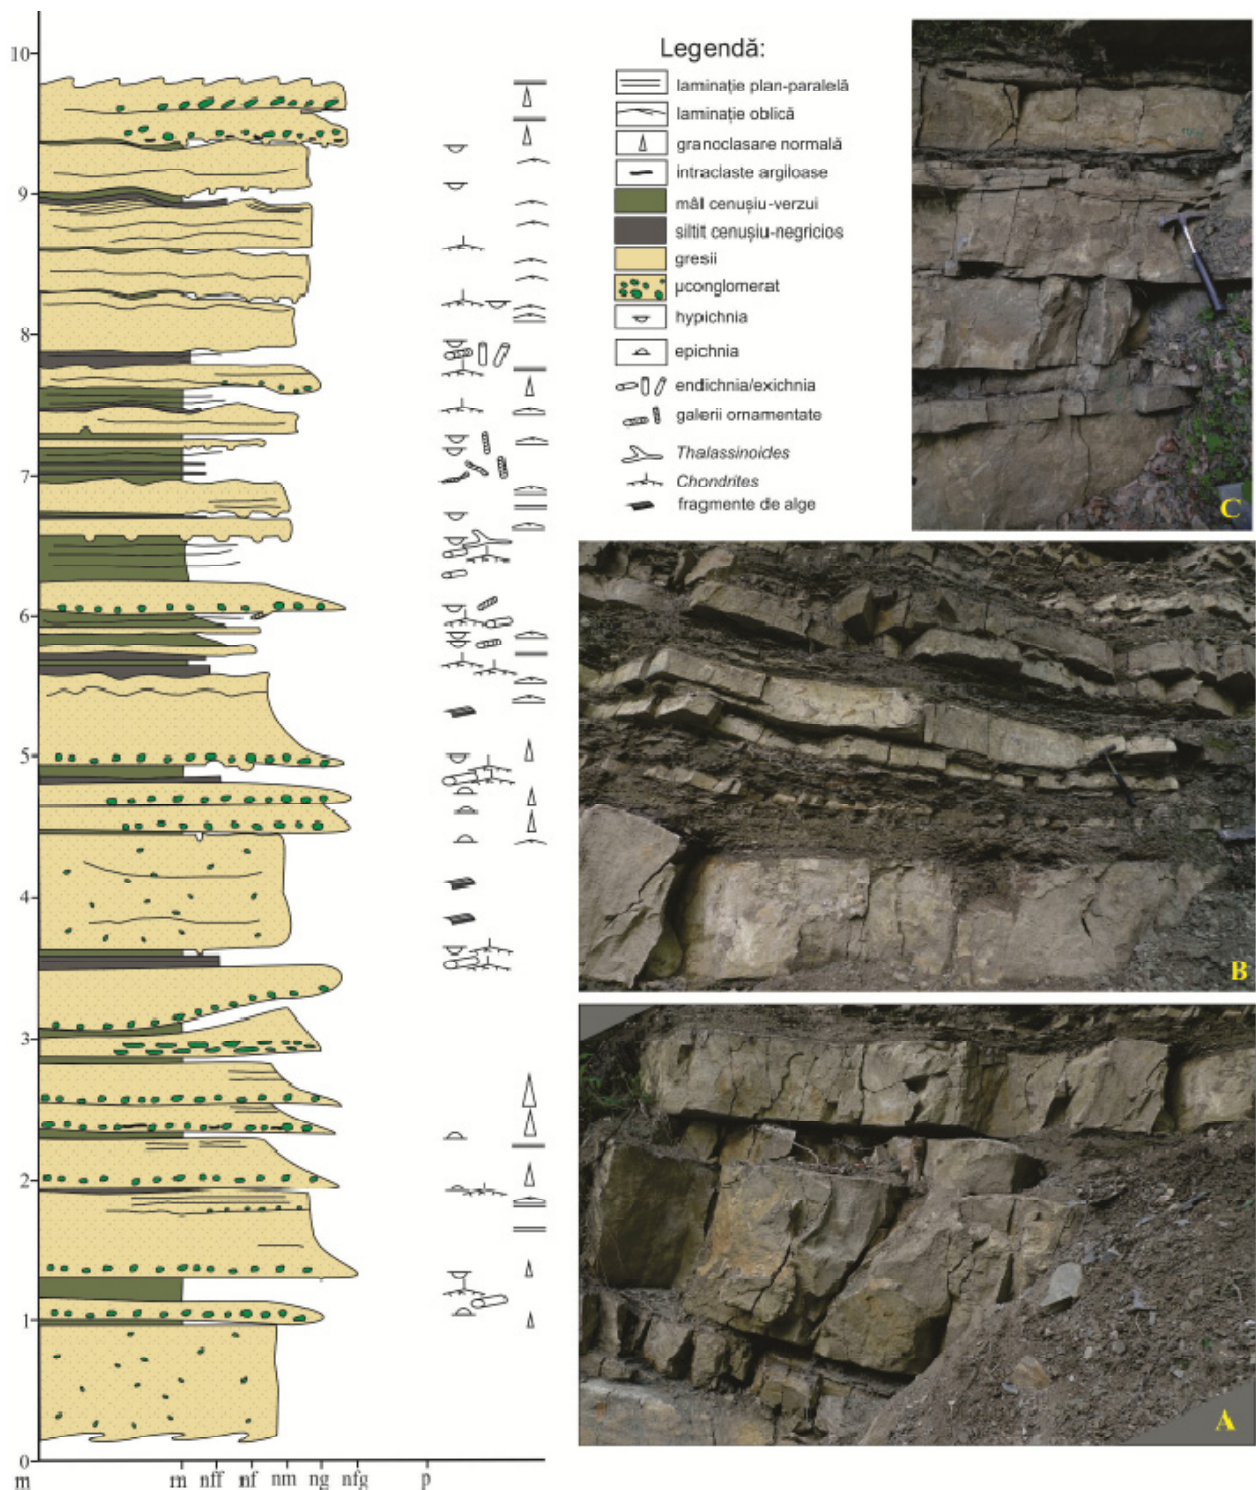 10
9
8
7
6
5
4
3
2
1
0
m
m
nff
nf
nm
ng
nfg
p
Legendă:
laminație plan-paralelă
laminație oblică
granoclasare normală
intraclaste argiloase
mâl cenușiu-verzui
siltit cenușiu-negricios
gresii
µconglomerat
hypichnia
epichnia
endichnia/exichnia
galerii ornamentate
Thalassinoides
Chondrites
fragmente de alge
C
B
A